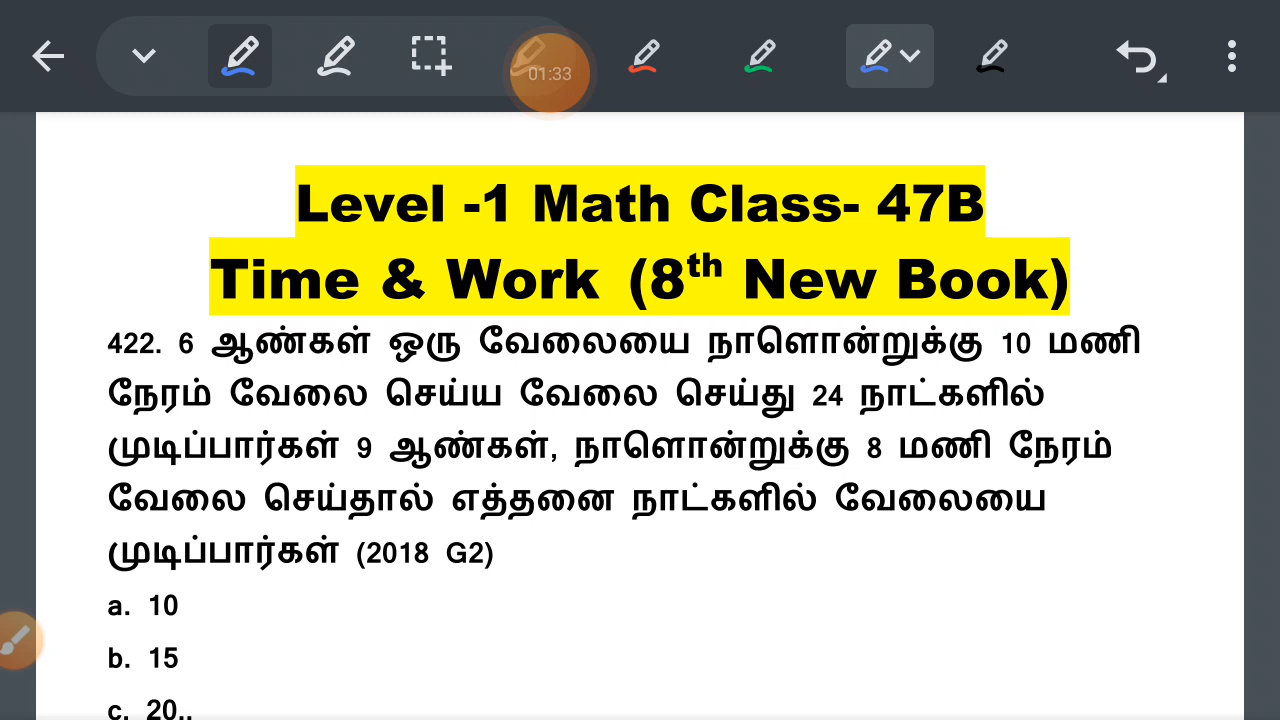 01:33
Level -1 Math Class- 47B
Time & Work (8th New Book)
422. 6 ஆண்கள் ஒரு வேலையை நாளொன்றுக்கு 10 மணி
நேரம் வேலை செய்ய வேலை செய்து 24 நாட்களில்
முடிப்பார்கள் 9 ஆண்கள், நாளொன்றுக்கு 8 மணி நேரம்
வேலை செய்தால் எத்தனை நாட்களில் வேலையை
முடிப்பார்கள் (2018 G2)
a. 10
b. 15
c. 20..